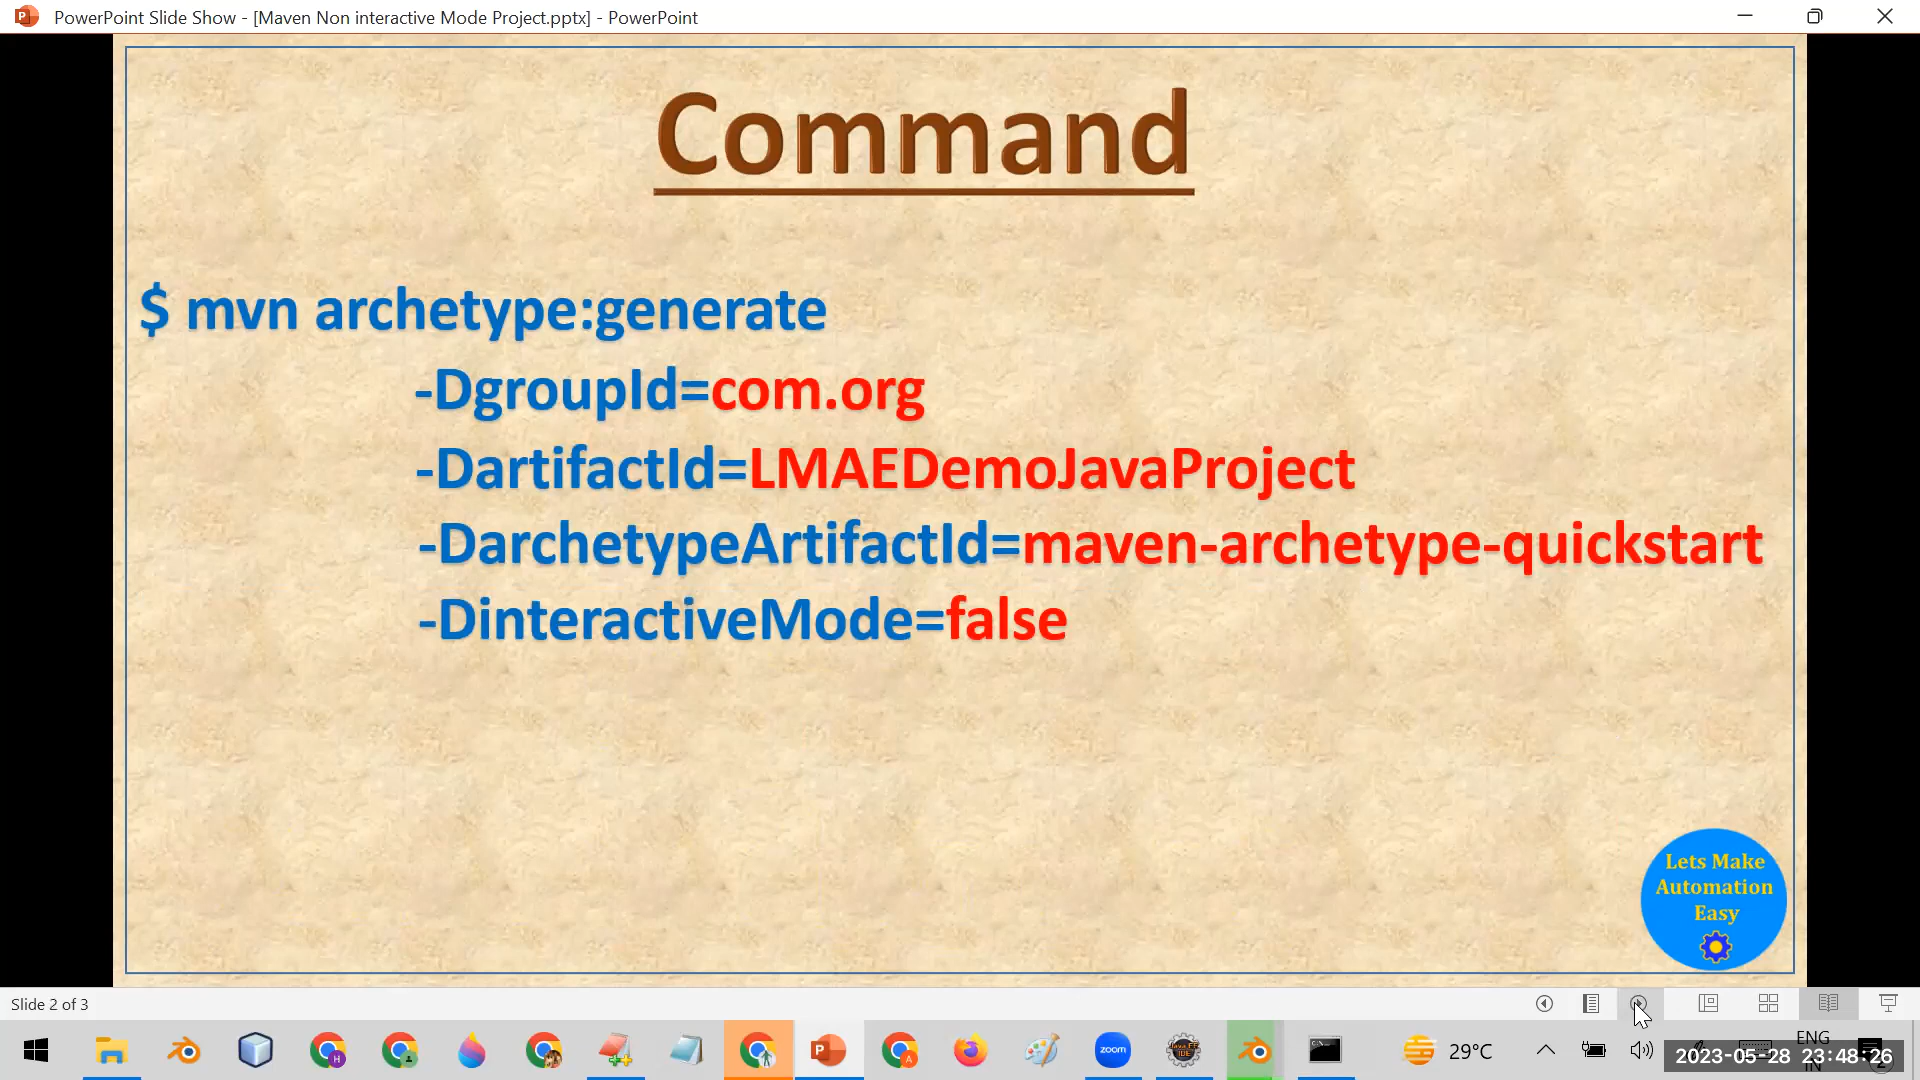 PowerPoint Slide Show - [Maven Non interactive Mode Project.pptx] - PowerPoint
Command
$ mvn archetype:generate
-DgroupId=com.org
-DartifactId=LMAEDemoJavaProject
-DarchetypeArtifactId=maven-archetype-quickstart
-DinteractiveMode=false
Lets Make
Automation
Easy
Slide 2 of 3
zoom
29°C
ENG
2023-05-28 23:48:26